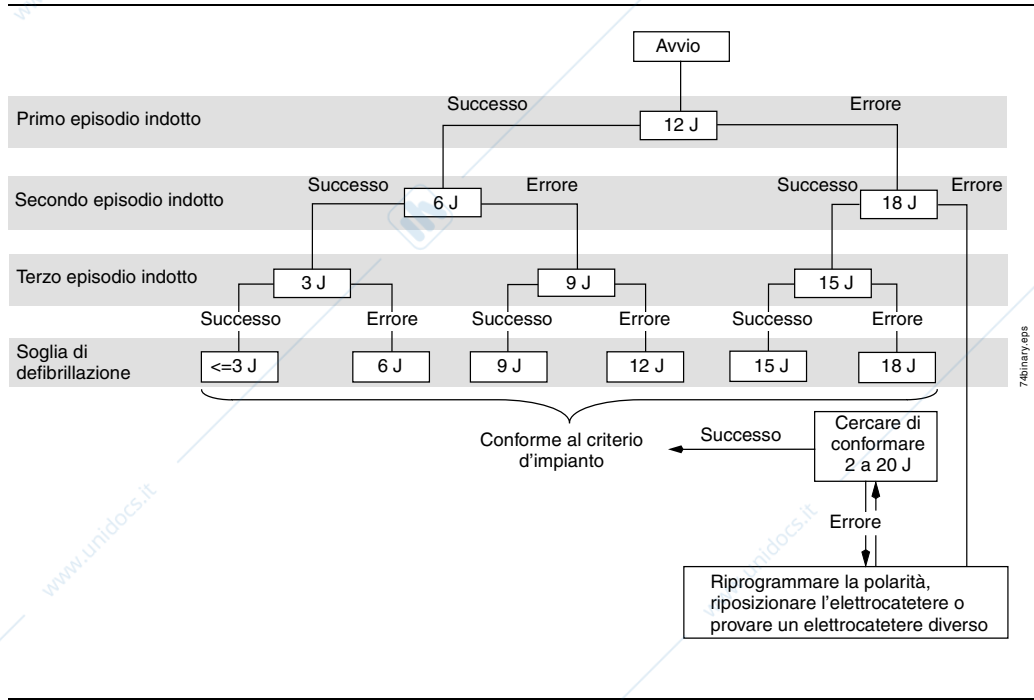 Avvio
Successo
Errore
Primo episodio indotto
12 J
Successo
Errore
Successo
Errore
Secondo episodio indotto
6 J
18 J
Terzo episodio indotto
3 J
9 J
15 J
Successo
Errore
Successo
Errore
Successo
Errore
Soglia di
defibrillazione
<=3 J
6 J
9 J
12 J
15 J
18 J
74binary.eps
Conforme al criterio
d'impianto
Successo
Cercare di
conformare
2 a 20 J
Errore
Riprogrammare la polarità,
riposizionare l'elettrocatetere o
provare un elettrocatetere diverso
www.unidocs.it
www.unidocs.it